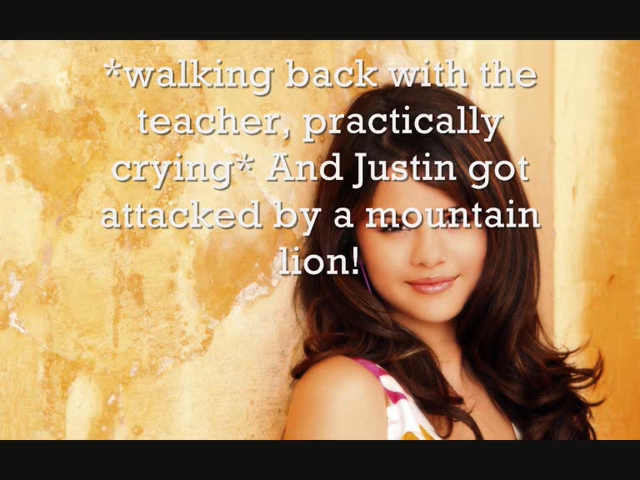 *walking back with the
teacher, practically
crying* And Justin got
attacked by a mountain
lion!